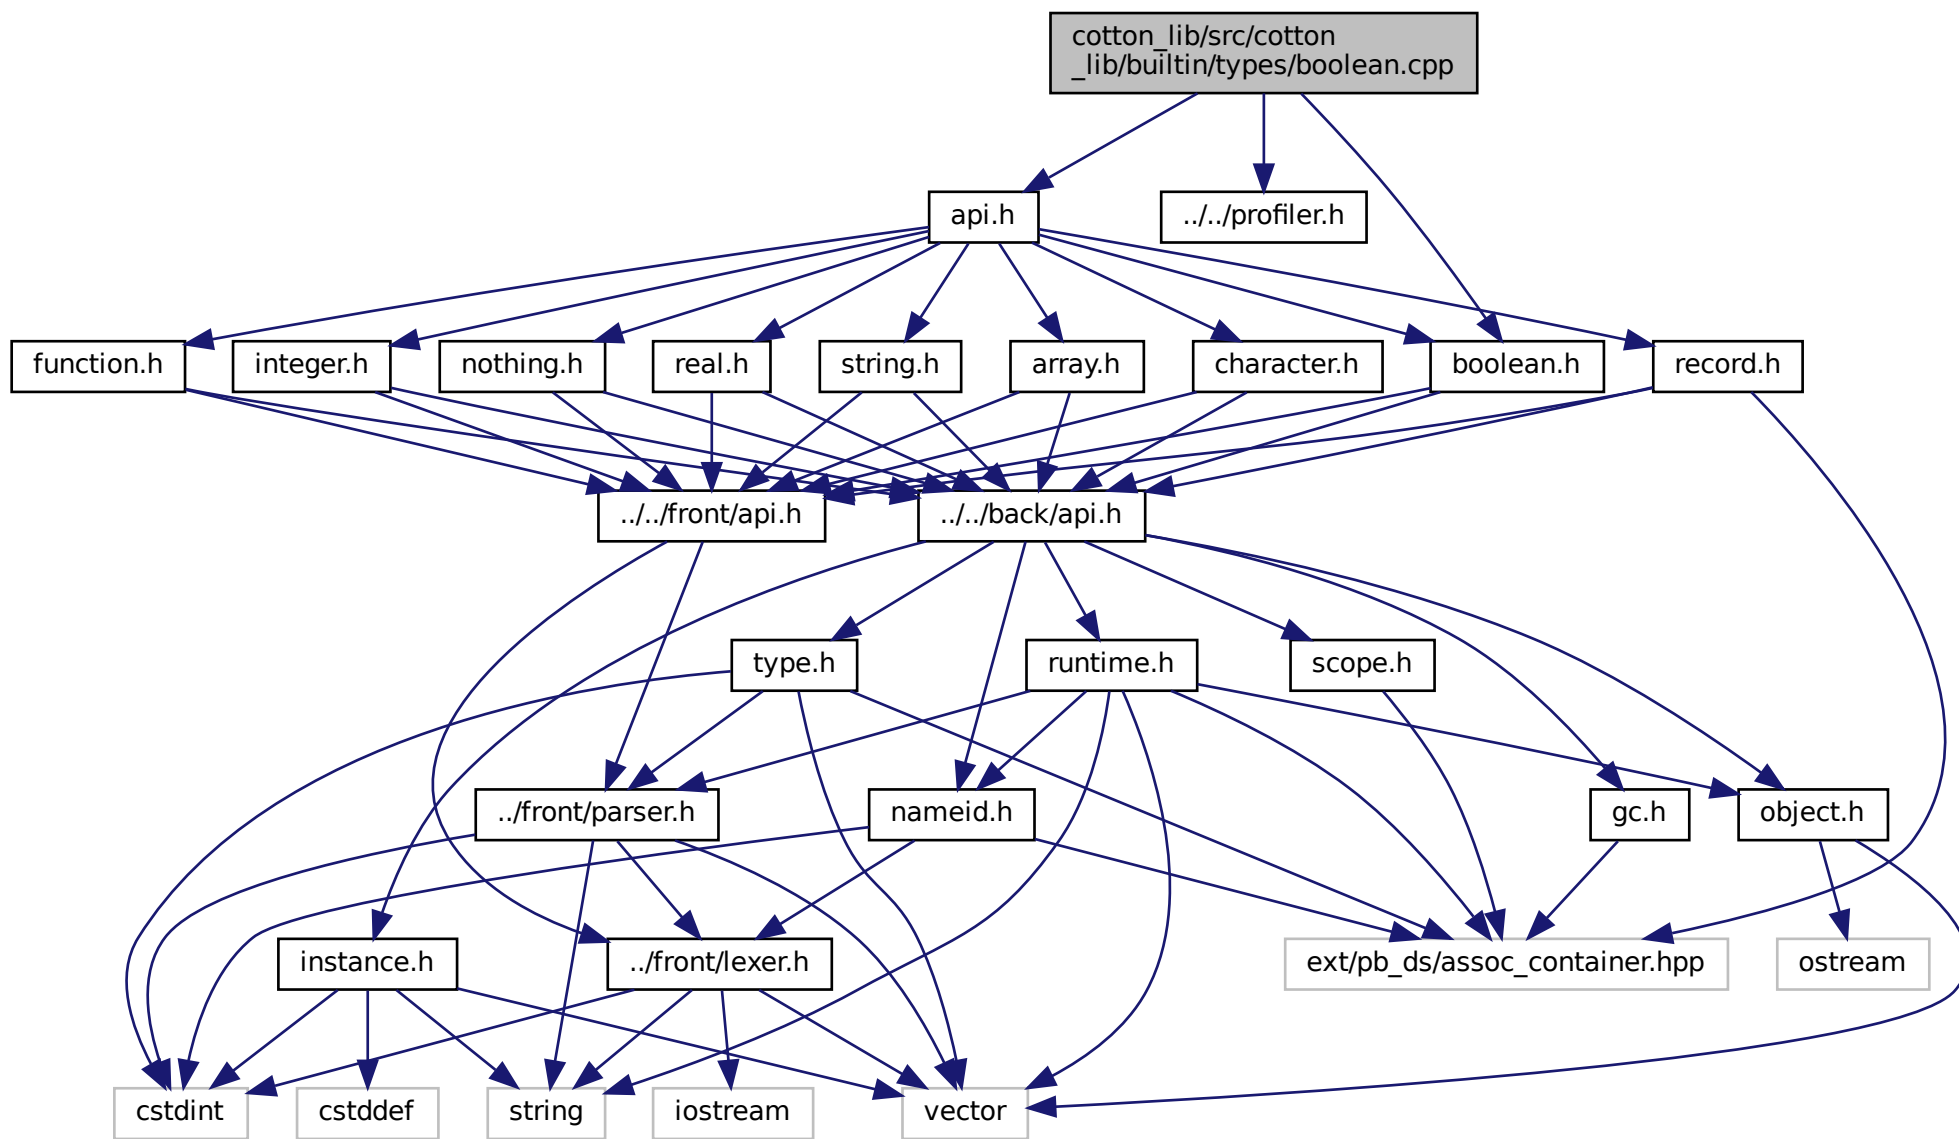 cotton_lib/src/cotton
_lib/builtin/types/boolean.cpp
api.h
../../profiler.h
function.h
integer.h
nothing.h
real.h
string.h
array.h
character.h
boolean.h
record.h
../../front/api.h
../../back/api.h
type.h
runtime.h
scope.h
../front/parser.h
nameid.h
gc.h
object.h
instance.h
../front/lexer.h
ext/pb_ds/assoc_container.hpp
ostream
cstdint
cstddef
string
iostream
vector